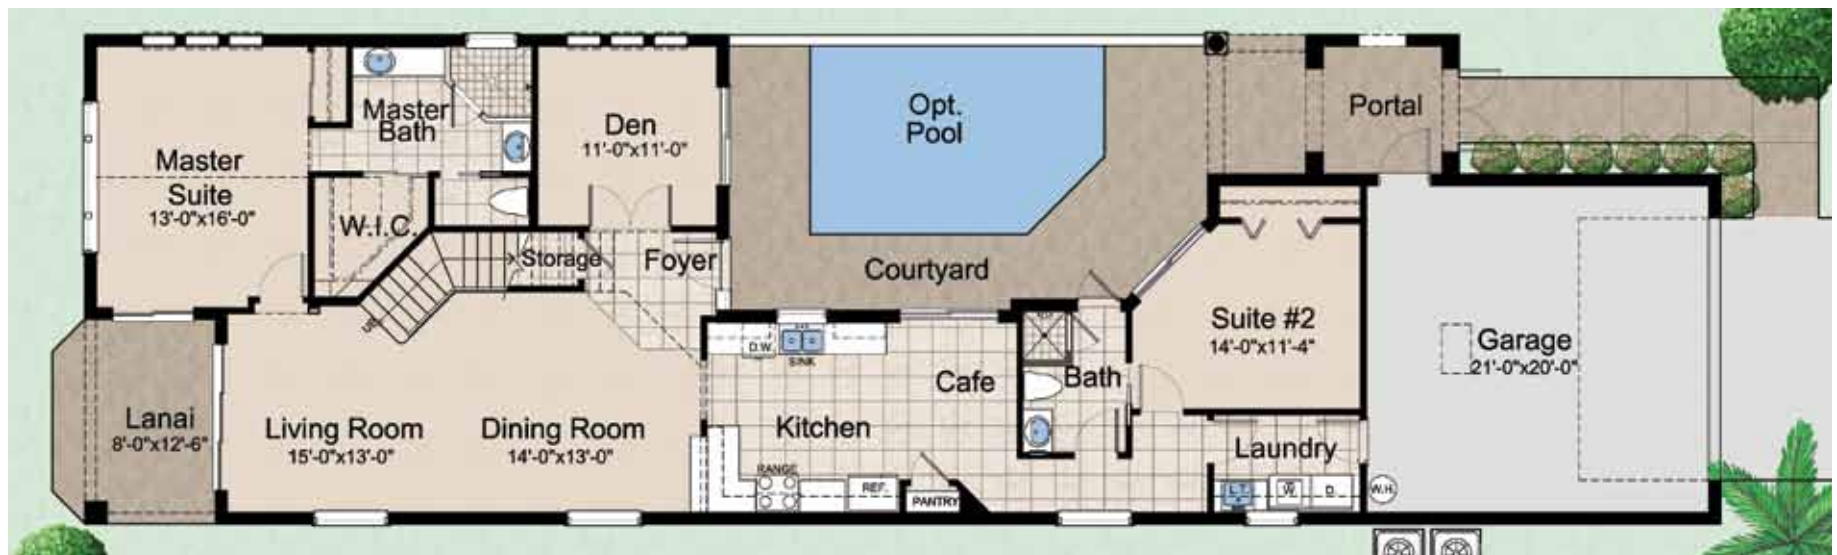 Master
Suite
13'-0"x16'-0"
Master
Bath
W.I.C.
Den
11'-0"x11'-0"
Storage
Foyer
UP
Opt.
Pool
Courtyard
Portal
Lanai
8'-0"x12'-6"
Living Room
15'-0"x13'-0"
Dining Room
14'-0"x13'-0"
D.W.
SINK
Kitchen
Cafe
RANGE
REF.
PANTRY
Bath
Suite #2
14'-0"x11'-4"
Laundry
L.T.
W
D.
W.H.
Garage
21'-0"x20'-0"